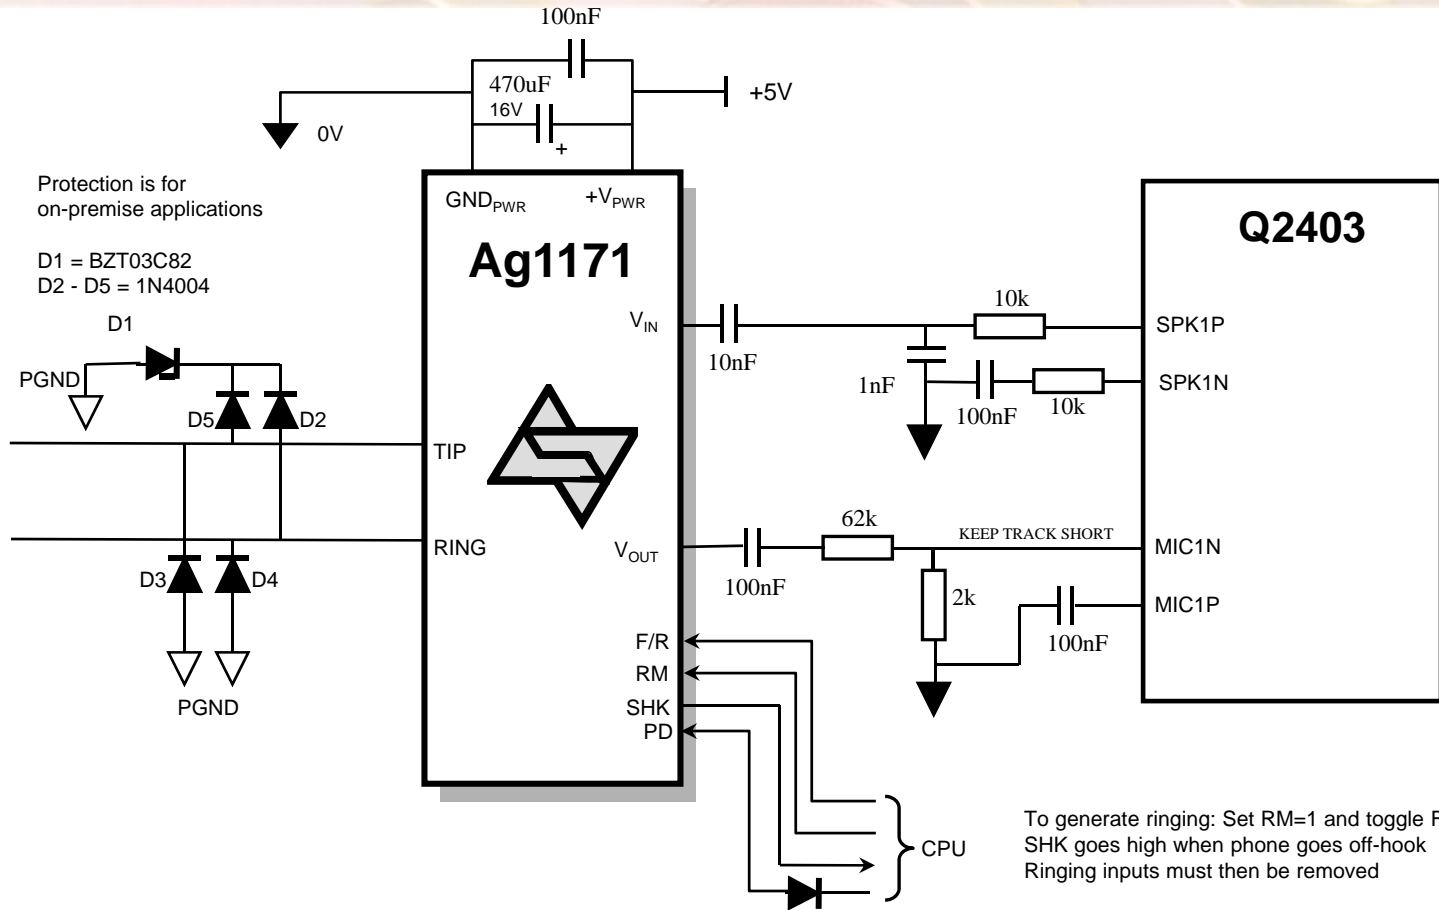 100nF
470uF
16V
+
+5V
0V
Protection is for
on-premise applications
D1 = BZT03C82
D2 - D5 = 1N4004
D1
PGND
D5
D2
D3
D4
PGND
GNDPWR
+VPWR
Ag1171
VIN
TIP
RING
VOUT
F/R
RM
SHK
PD
10nF
10k
1nF
100nF
10k
62k
KEEP TRACK SHORT
100nF
2k
100nF
Q2403
SPK1P
SPK1N
MIC1N
MIC1P
CPU
To generate ringing: Set RM=1 and toggle F
SHK goes high when phone goes off-hook
Ringing inputs must then be removed